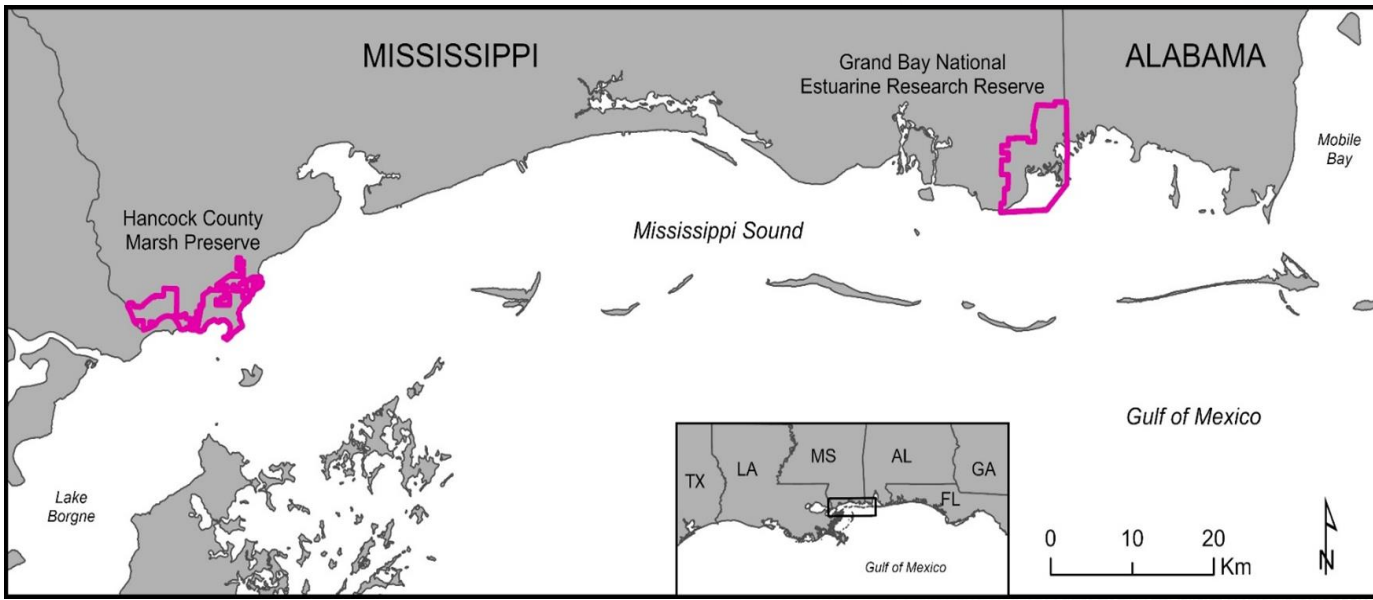 MISSISSIPPI
ALABAMA
Grand Bay National
Estuarine Research Reserve
Mobile
Bay
Hancock County
Marsh Preserve
Mississippi Sound
Gulf of Mexico
Lake
Borgne
TX
LA
MS
AL
GA
FL
Gulf of Mexico
0 10 20
Km
N